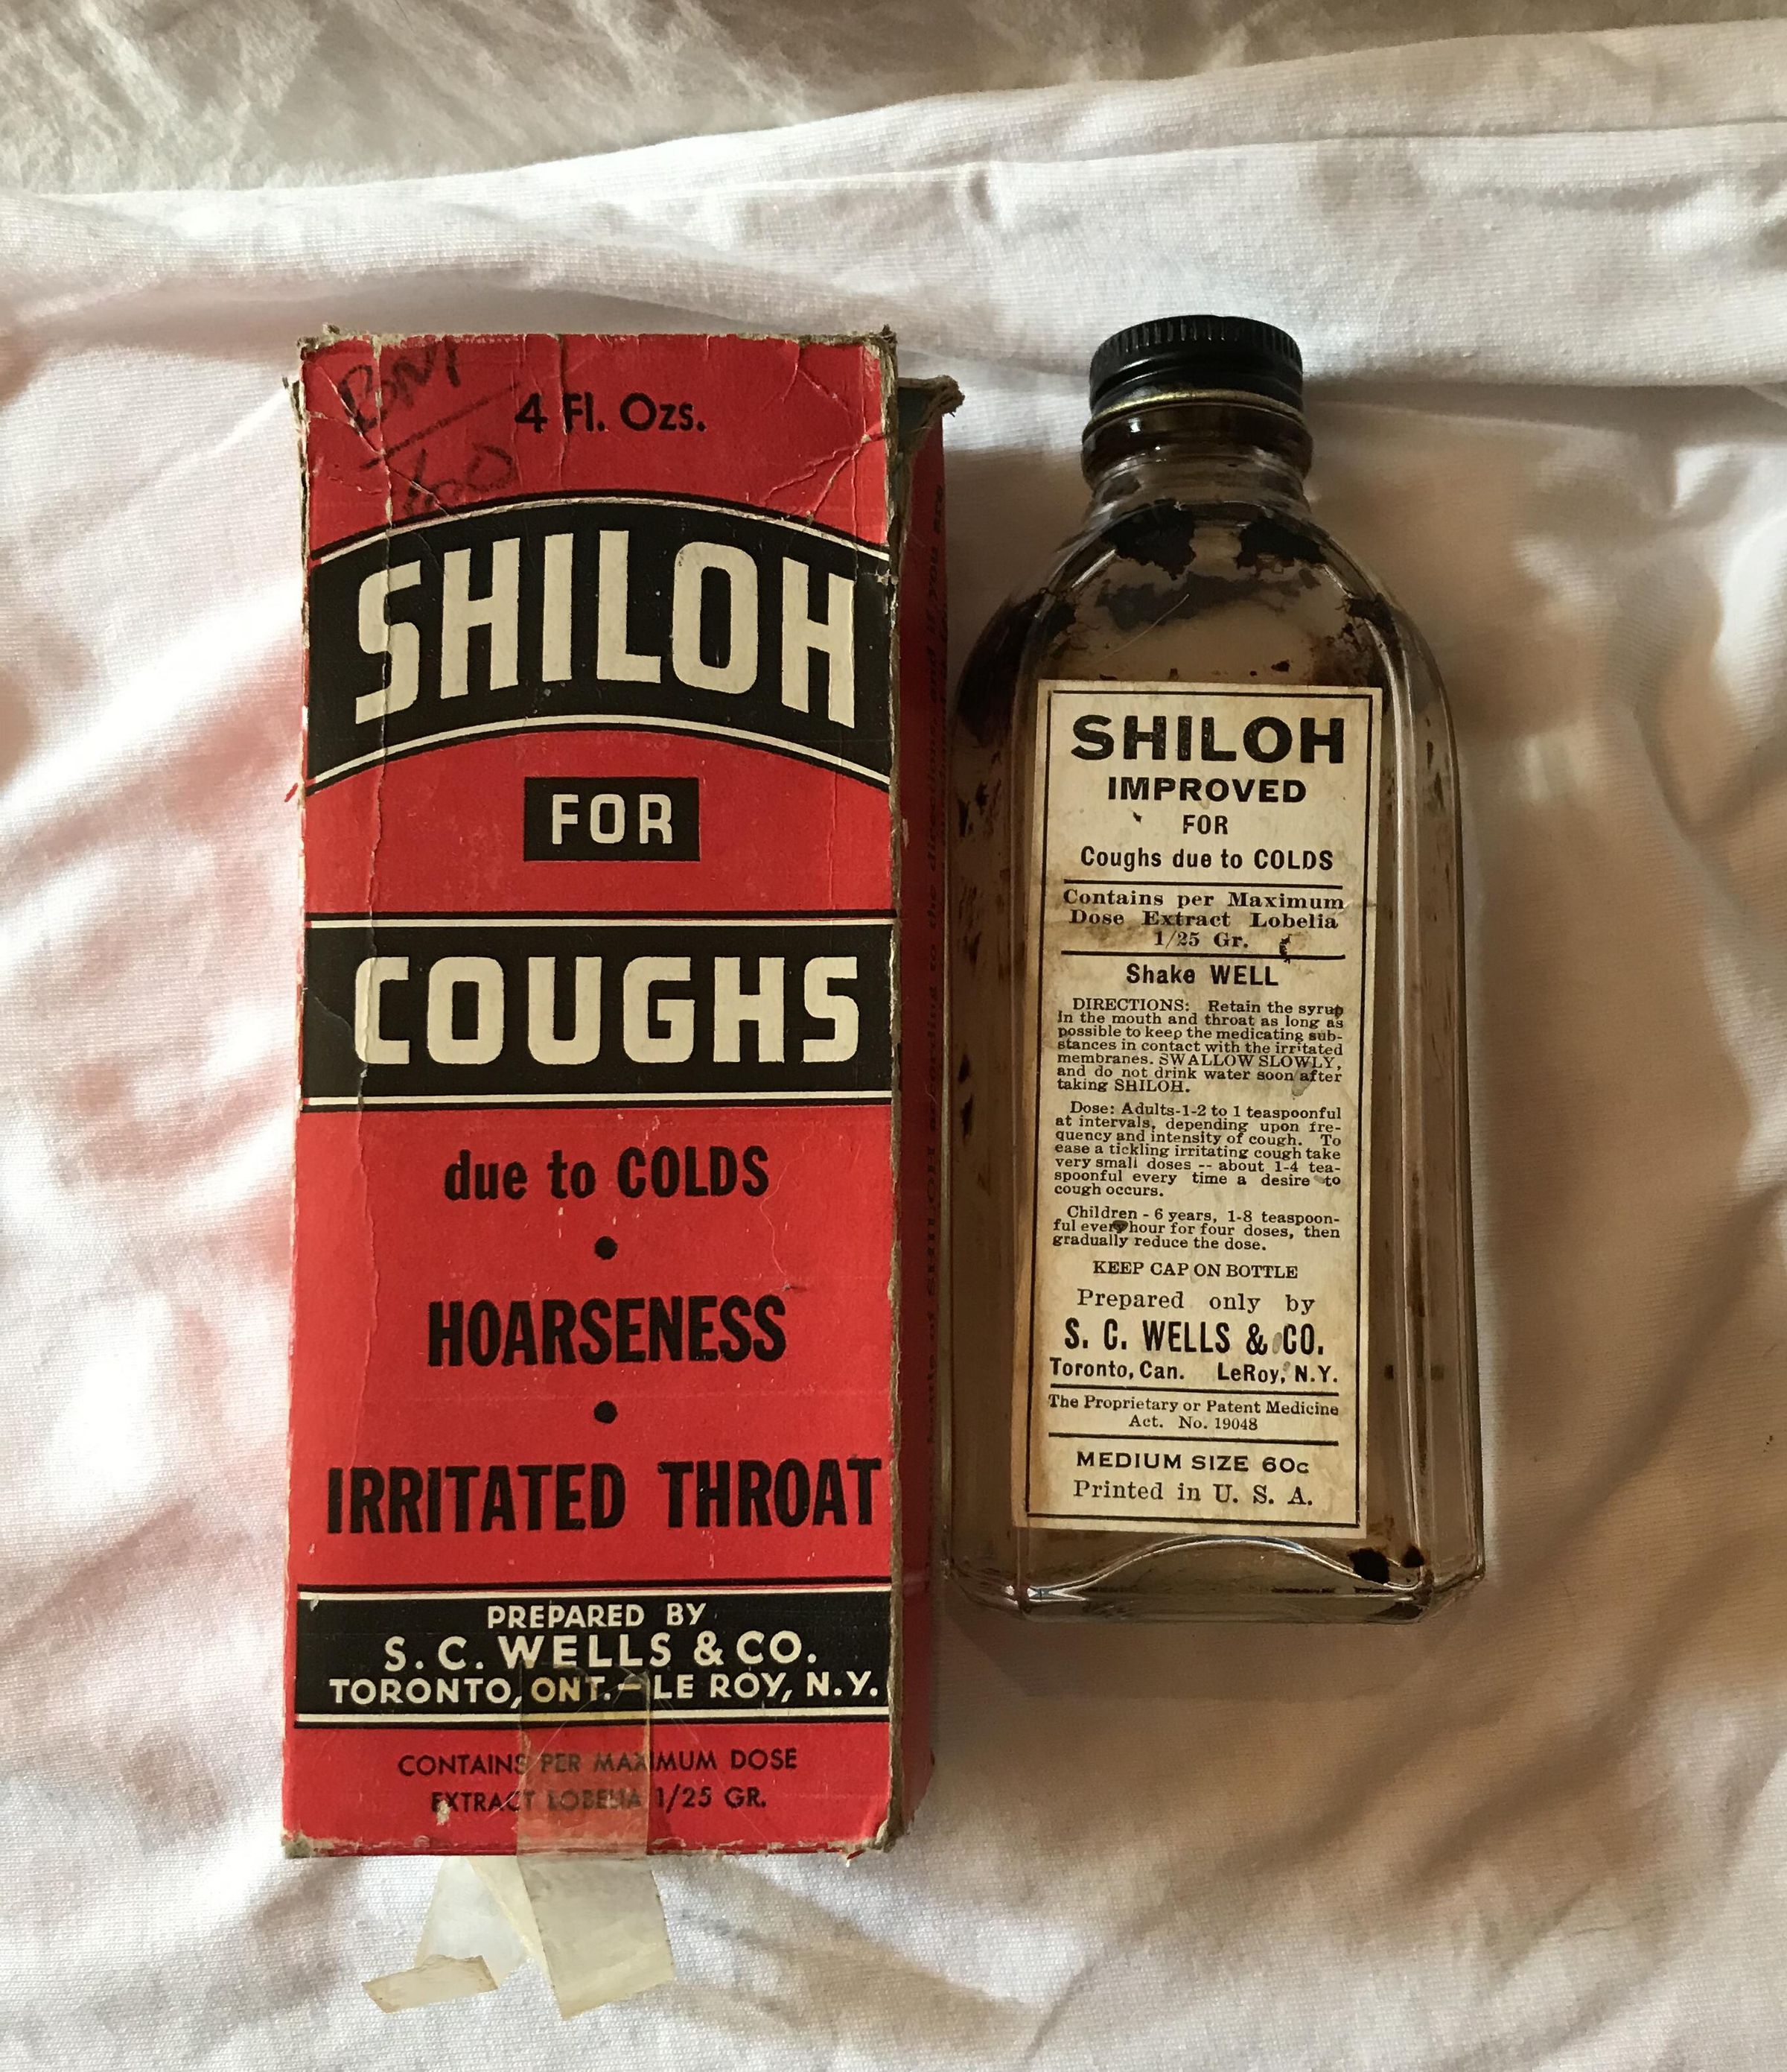 4 Fl. Ozs.
SHILOH
FOR
COUGHS
due to COLDS
•
HOARSENESS
•
IRRITATED THROAT
PREPARED BY
S. C. WELLS & CO.
TORONTO, ONT.—LE ROY, N.Y.
CONTAINS PER MAXIMUM DOSE
EXTRACT LOBELIA 1/25 GR.
SHILOH
IMPROVED
FOR
Coughs due to COLDS
Contains per Maximum
Dose Extract Lobelia
1/25 Gr.
Shake WELL
DIRECTIONS: Retain the syrup
in the mouth and throat as long as
possible to keep the medicating sub-
stances in contact with the irritated
membranes. SWALLOW SLOWLY,
and do not drink water soon after
taking SHILOH.
Dose: Adults-1-2 to 1 teaspoonful
at intervals, depending upon fre-
quency and intensity of cough. To
ease a tickling irritating cough take
very small doses -- about 1-4 tea-
spoonful every time a desire to
cough occurs.
Children - 6 years, 1-8 teaspoon-
ful every hour for four doses, then
gradually reduce the dose.
KEEP CAP ON BOTTLE
Prepared only by
S. C. WELLS & CO.
Toronto, Can. LeRoy, N.Y.
The Proprietary or Patent Medicine
Act. No. 19048
MEDIUM SIZE 60c
Printed in U. S. A.